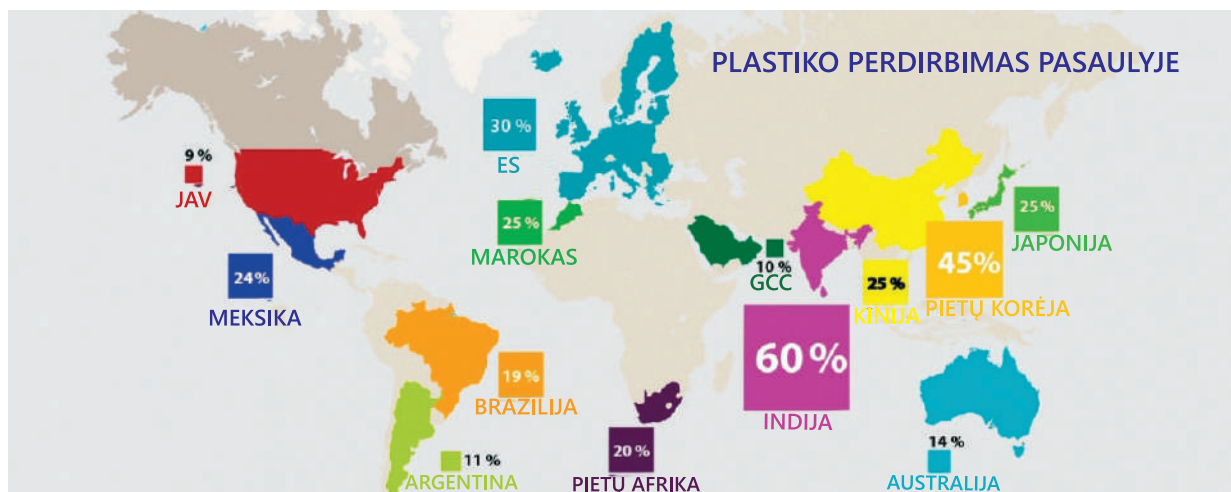 PLASTIKO PERDIRBIMAS PASAULYJE
9 %
JAV
30 %
ES
24%
MEKSIKA
25 %
MAROKAS
10 %
GCC
25 %
KINIJA
45%
PIETŲ KORĖJA
25 %
JAPONIJA
60 %
INDIJA
19 %
BRAZILIJA
11 %
ARGENTINA
20 %
PIETŲ AFRIKA
14 %
AUSTRALIJA